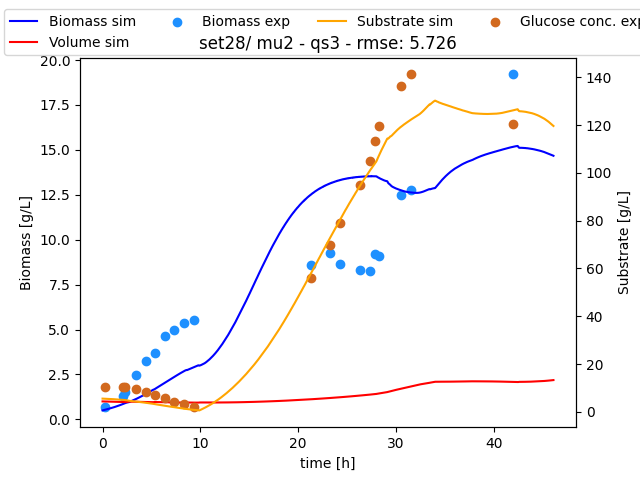 Biomass sim Biomass exp Substrate sim Glucose conc. exp
Volume sim
set28/ mu2 - qs3 - rmse: 5.726
20.0
17.5
15.0
12.5
10.0
7.5
5.0
2.5
0.0
Biomass [g/L]
140
120
100
80
60
40
20
0
Substrate [g/L]
0 10 20 30 40
time [h]